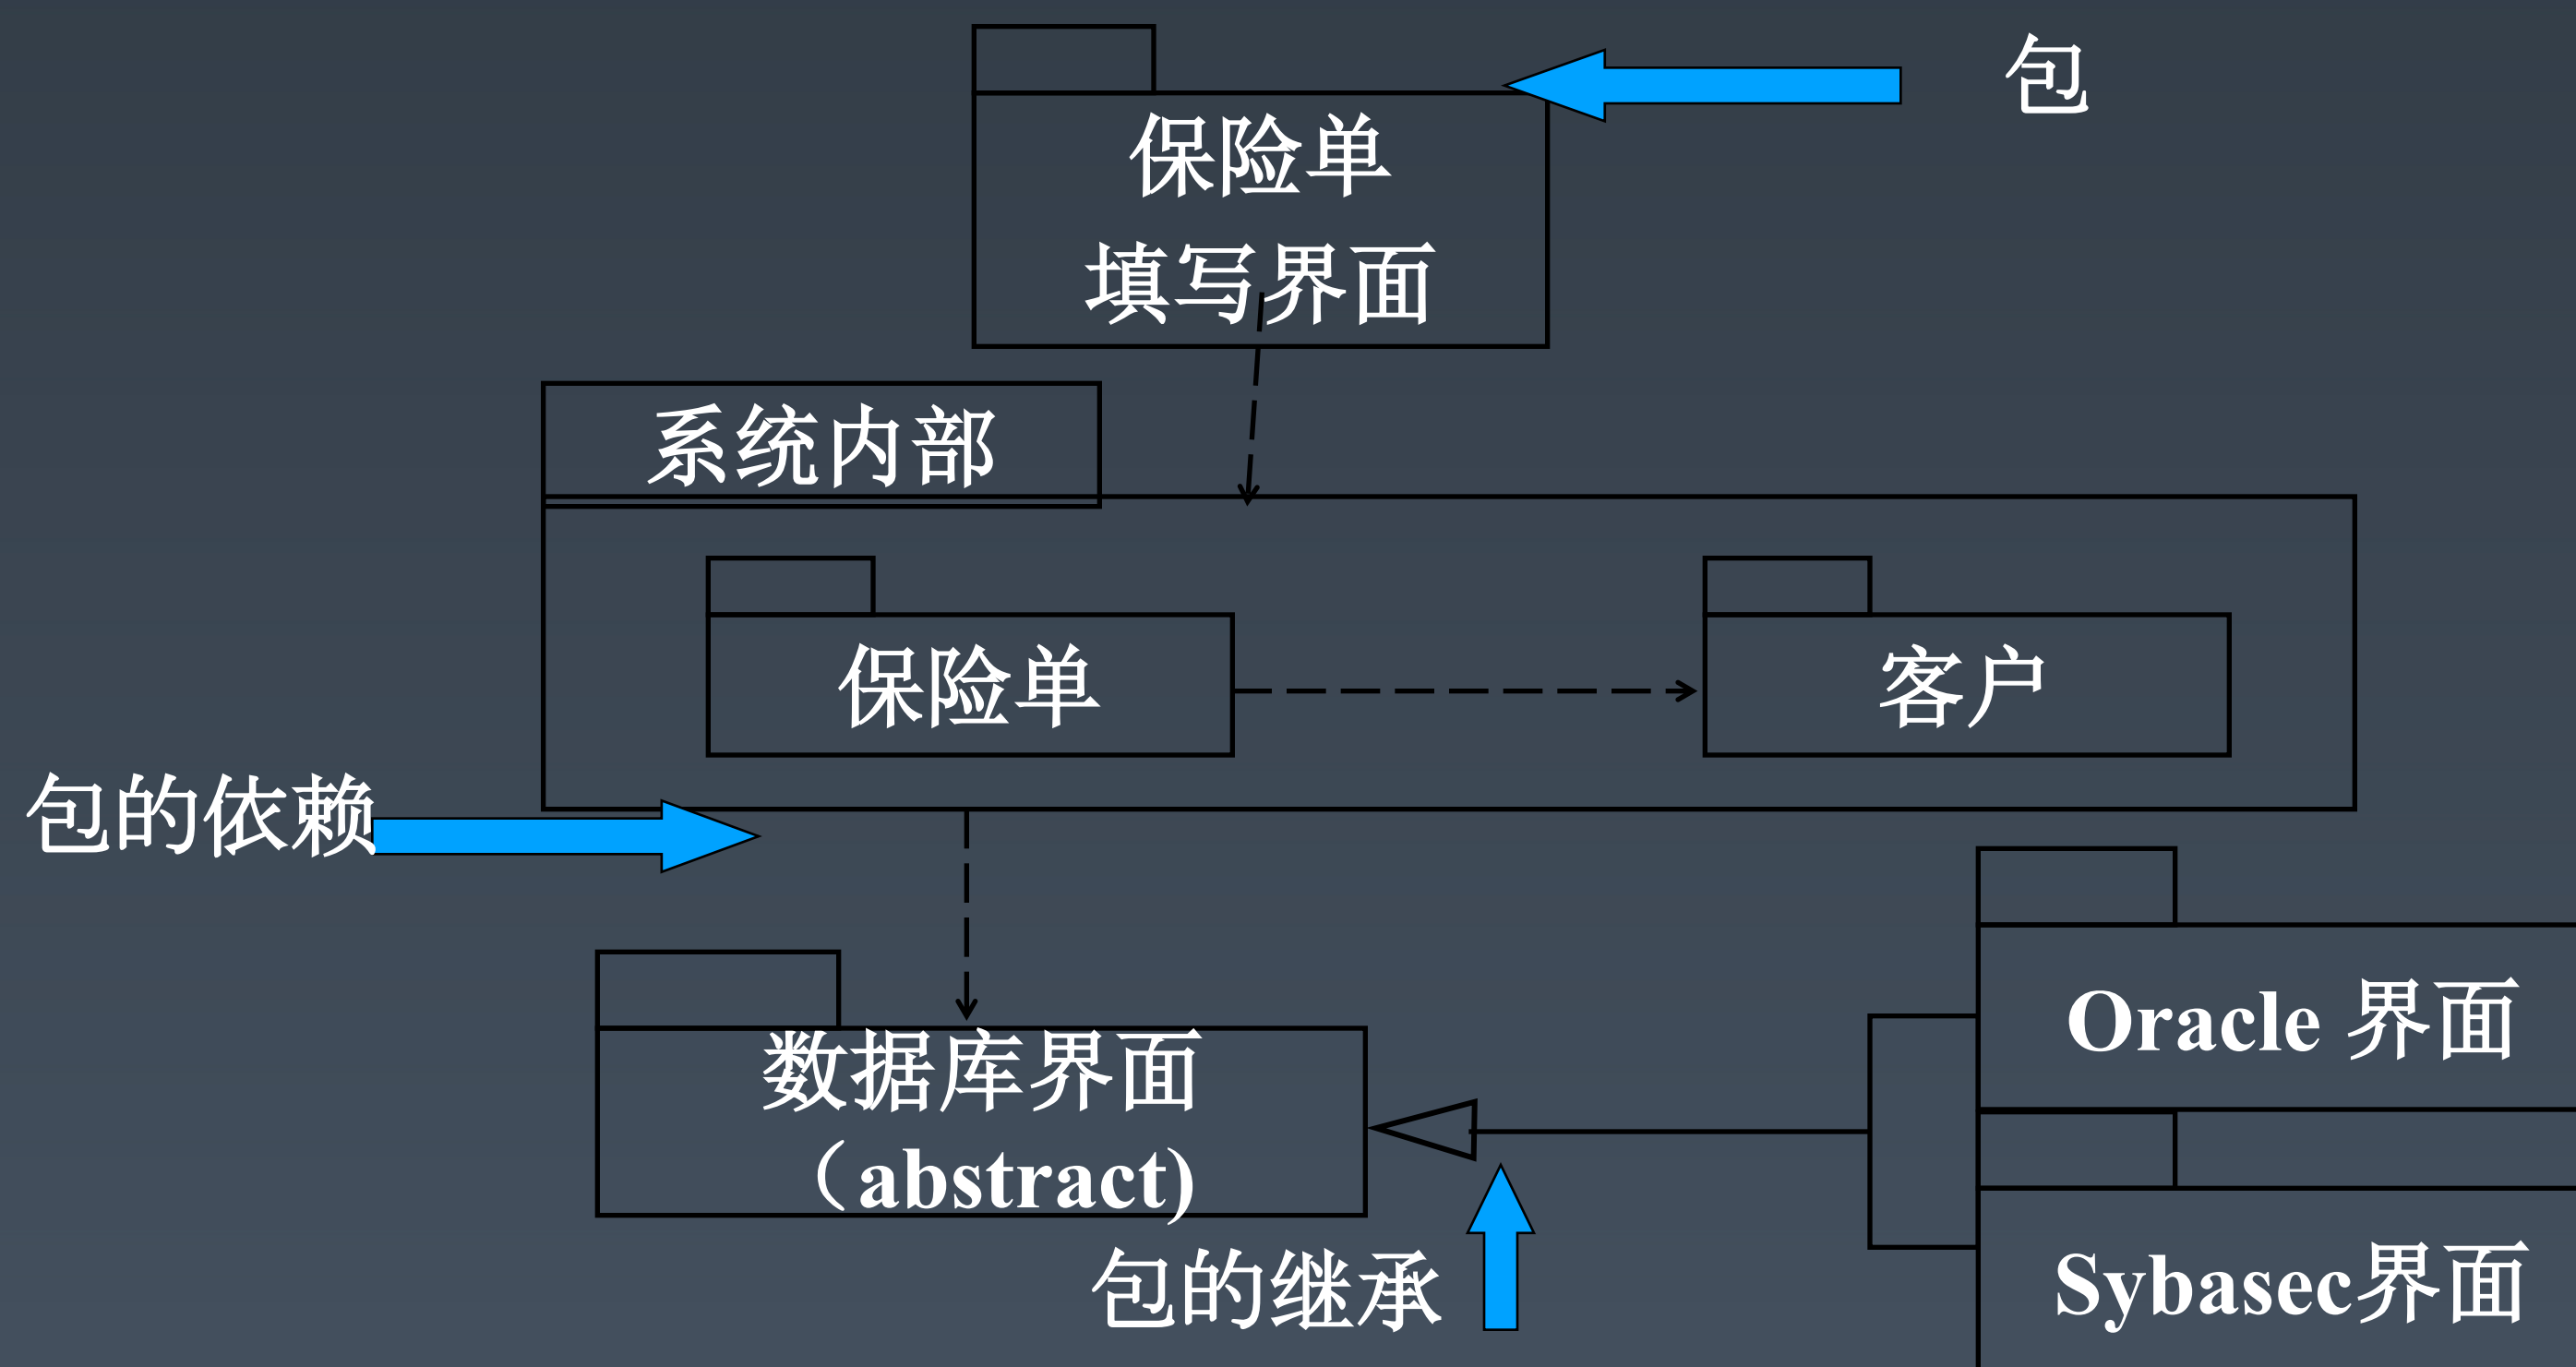 包
保险单
填写界面
系统内部
保险单
客户
包的依赖
数据库界面
（abstract)
Oracle 界面
包的继承
Sybasec界面